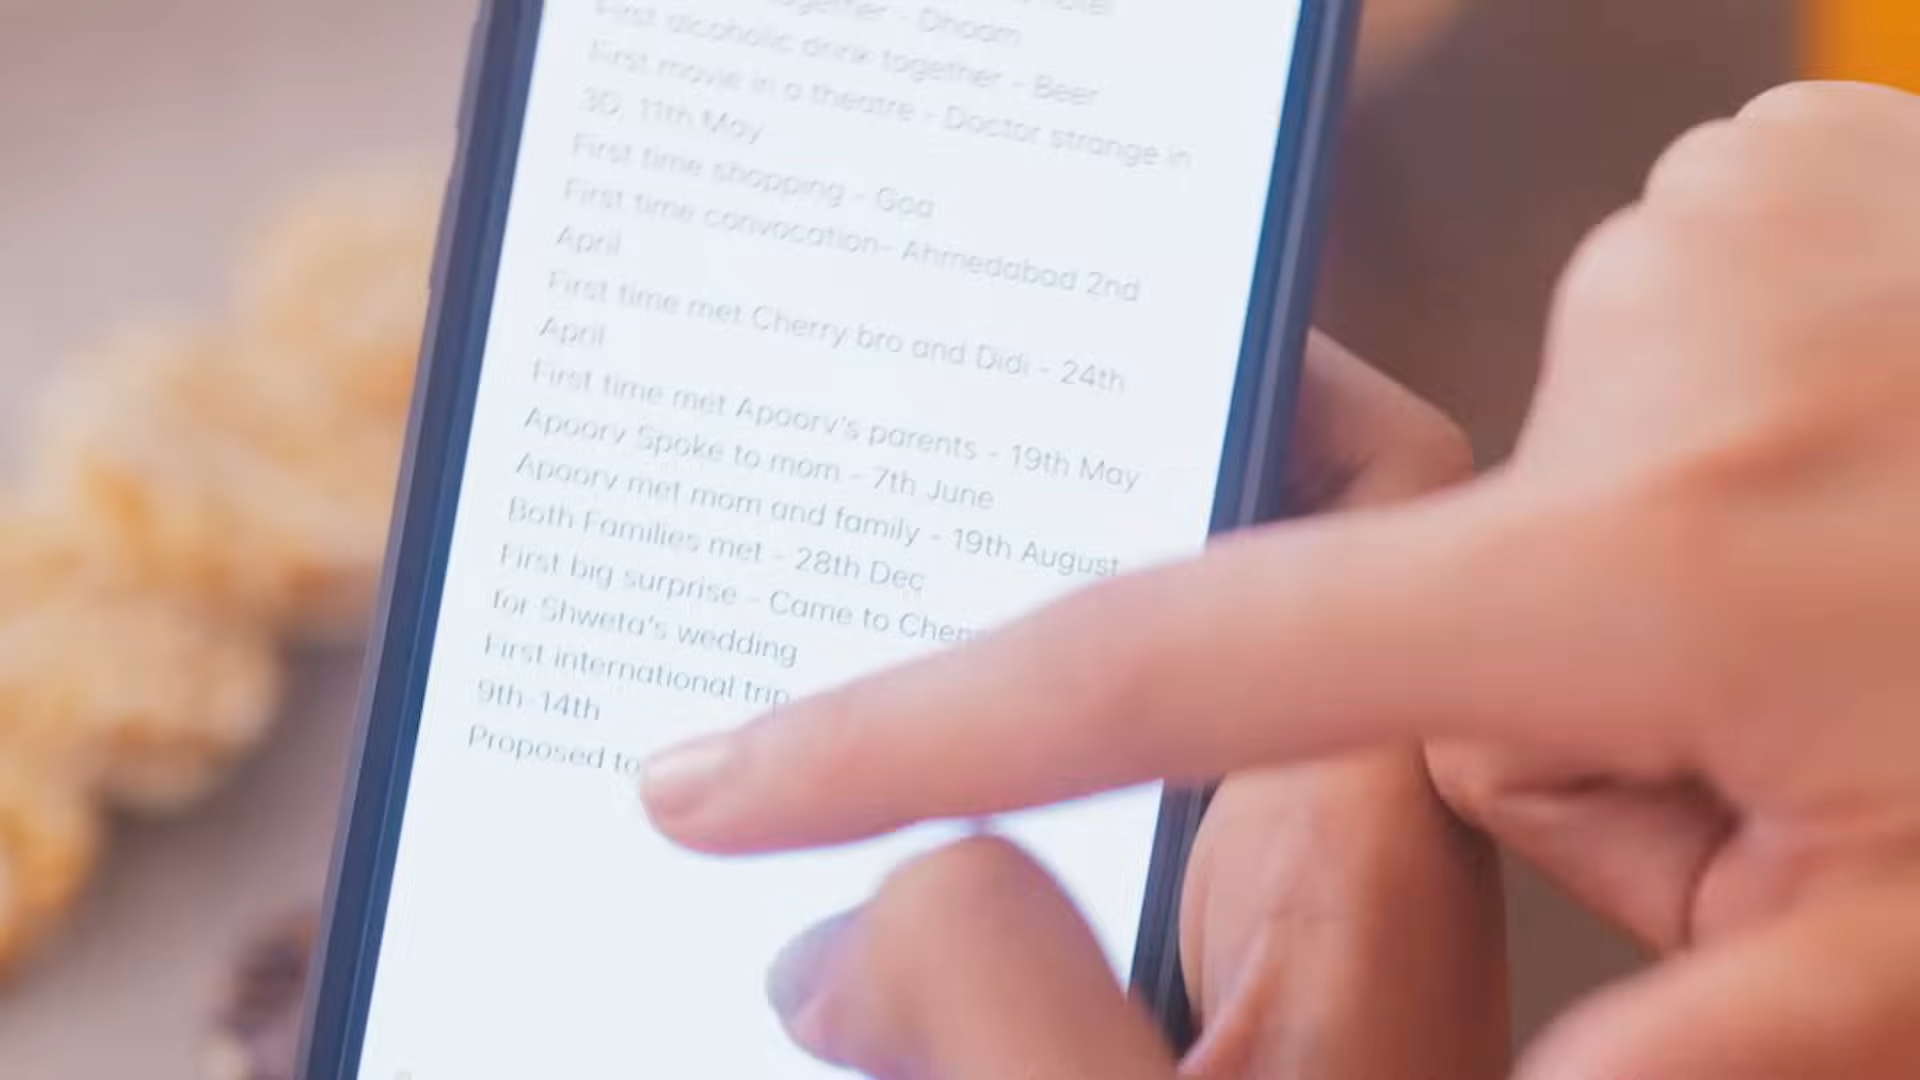 together - Dhoom
First alcoholic drink together - Beer
First movie in a theatre - Doctor strange in
3D, 11th May
First time shopping - Goa
First time convocation- Ahmedabad 2nd
April
First time met Cherry bro and Didi - 24th
April
First time met Apoorv's parents - 19th May
Apoorv Spoke to mom - 7th June
Apoorv met mom and family - 19th August
Both Families met - 28th Dec
First big surprise - Came to
for Shweta's wedding
First international trip
9th-14th
Proposed to